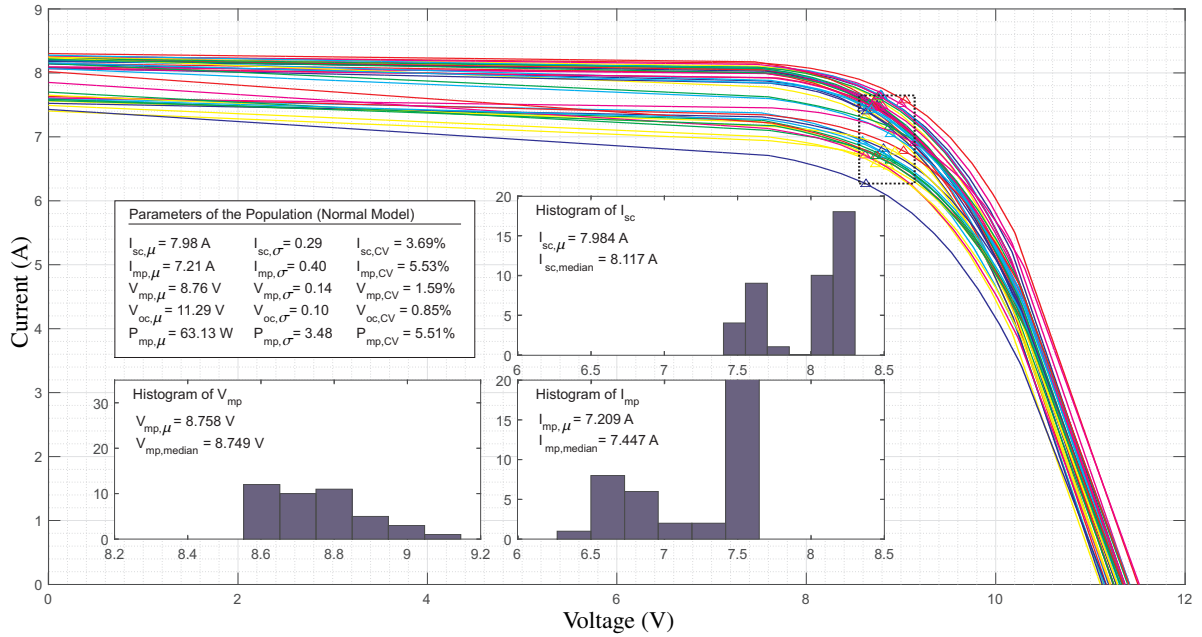 Current (A)
9
8
7
6
5
4
3
2
1
0
Parameters of the Population (Normal Model)
I_sc,μ = 7.98 A I_sc,σ = 0.29 I_sc,CV = 3.69%
I_mp,μ = 7.21 A I_mp,σ = 0.40 I_mp,CV = 5.53%
V_mp,μ = 8.76 V V_mp,σ = 0.14 V_mp,CV = 1.59%
V_oc,μ = 11.29 V V_oc,σ = 0.10 V_oc,CV = 0.85%
P_mp,μ = 63.13 W P_mp,σ = 3.48 P_mp,CV = 5.51%
20
15
10
5
0
Histogram of I_sc
I_sc,μ = 7.984 A
I_sc,median = 8.117 A
6 6.5 7 7.5 8 8.5
30
20
10
0
Histogram of V_mp
V_mp,μ = 8.758 V
V_mp,median = 8.749 V
8.2 8.4 8.6 8.8 9 9.2
20
15
10
5
0
Histogram of I_mp
I_mp,μ = 7.209 A
I_mp,median = 7.447 A
6 6.5 7 7.5 8 8.5
0 2 4 6 8 10 12
Voltage (V)